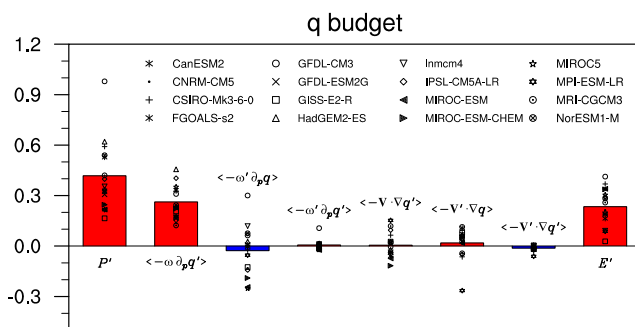 q budget
1.2
0.9
0.6
0.3
0.0
-0.3
CanESM2
CNRM-CM5
CSIRO-Mk3-6-0
FGOALS-s2
GFDL-CM3
GFDL-ESM2G
GISS-E2-R
HadGEM2-ES
Inmcm4
IPSL-CM5A-LR
MIROC-ESM
MIROC-ESM-CHEM
MIROC5
MPI-ESM-LR
MRI-CGCM3
NorESM1-M
P'
<−ω ∂ₚq'>
<−ω' ∂ₚq>
<−ω' ∂ₚq'>
<−V ·∇q'>
<−V' ·∇q>
<−V' ·∇q'>
E'